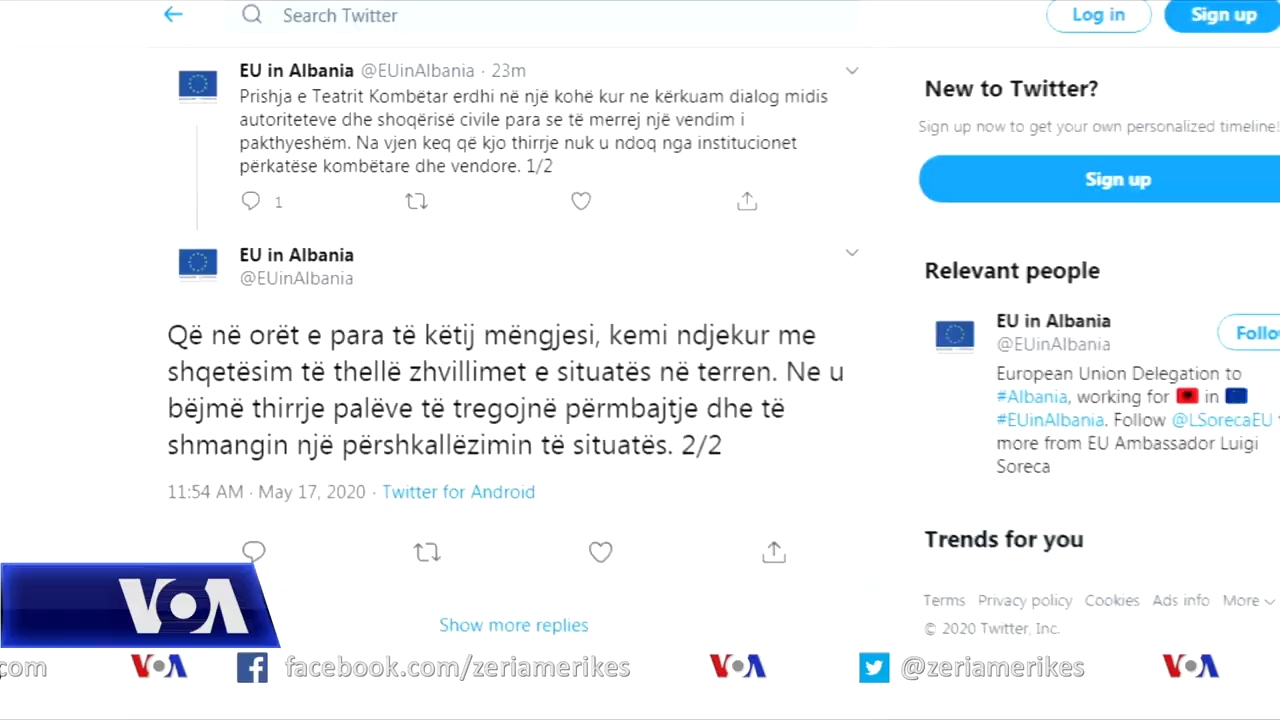 Search Twitter
Log in
Sign up
EU in Albania @EUinAlbania · 23m
Prishja e Teatrit Kombëtar erdhi në një kohë kur ne kërkuam dialog midis
autoriteteve dhe shoqërisë civile para se të merrej një vendim i
pakthyeshëm. Na vjen keq që kjo thirrje nuk u ndoq nga institucionet
përkatëse kombëtare dhe vendore. 1/2
1
EU in Albania
@EUinAlbania
Që në orët e para të këtij mëngjesi, kemi ndjekur me
shqetësim të thellë zhvillimet e situatës në terren. Ne u
bëjmë thirrje palëve të tregojnë përmbajtje dhe të
shmangin një përshkallëzimin të situatës. 2/2
11:54 AM · May 17, 2020 · Twitter for Android
Show more replies
New to Twitter?
Sign up now to get your own personalized timeline!
Sign up
Relevant people
EU in Albania
@EUinAlbania
Follo
European Union Delegation to
#Albania, working for in
#EUinAlbania. Follow @LSorecaEU
more from EU Ambassador Luigi
Soreca
Trends for you
Terms Privacy policy Cookies Ads info More
© 2020 Twitter, Inc.
VOA
.com VOA facebook.com/zeriamerikes VOA @zeriamerikes VOA